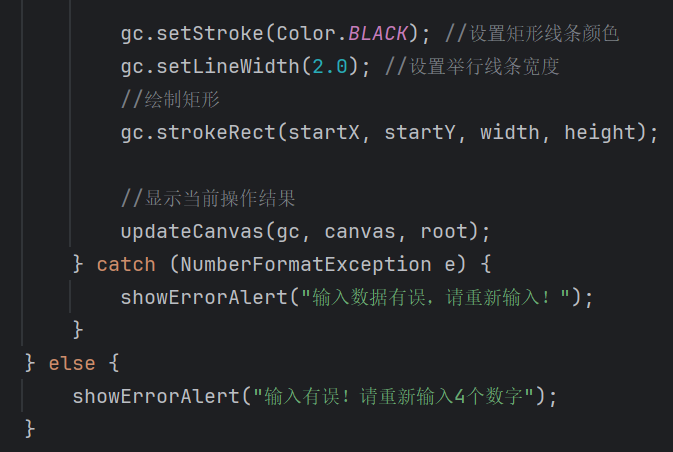 gc.setStroke(Color.BLACK); //设置矩形线条颜色
gc.setLineWidth(2.0); //设置举行线条宽度
//绘制矩形
gc.strokeRect(startX, startY, width, height);
//显示当前操作结果
updateCanvas(gc, canvas, root);
} catch (NumberFormatException e) {
showErrorAlert("输入数据有误，请重新输入！");
}
} else {
showErrorAlert("输入有误！请重新输入4个数字");
}